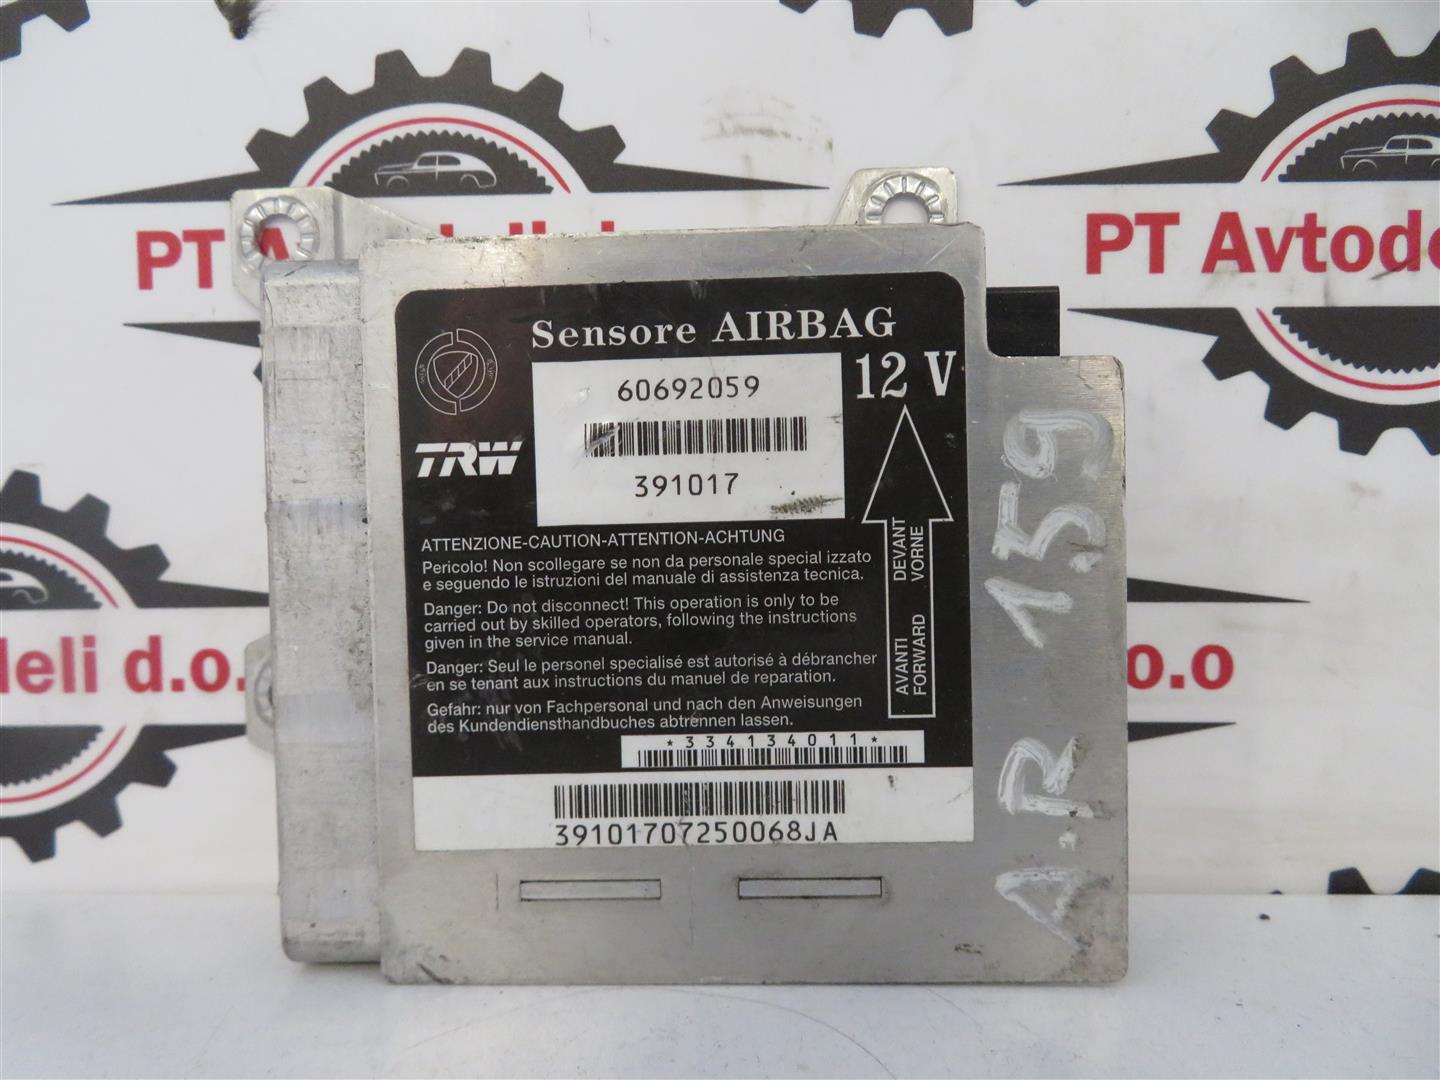 PT A
PT Avtodel
Sensore AIRBAG
12 V
60692059
391017
TRW
ATTENZIONE-CAUTION-ATTENTION-ACHTUNG
Pericolo! Non scollegare se non da personale special izzato
e seguendo le istruzioni del manuale di assistenza tecnica.
Danger: Do not disconnect! This operation is only to be
carried out by skilled operators, following the instructions
given in the service manual.
Danger: Seul le personel specialisé est autorisé à débrancher
en se tenant aux instructions du manuel de reparation.
Gefahr: nur von Fachpersonal und nach den Anweisungen
des Kundendiensthandbuches abtrennen lassen.
AVANTI DEVANT
FORWARD VORNE
*334134011*
39101707250068JA
A.R 159
deli d.o.
o.o